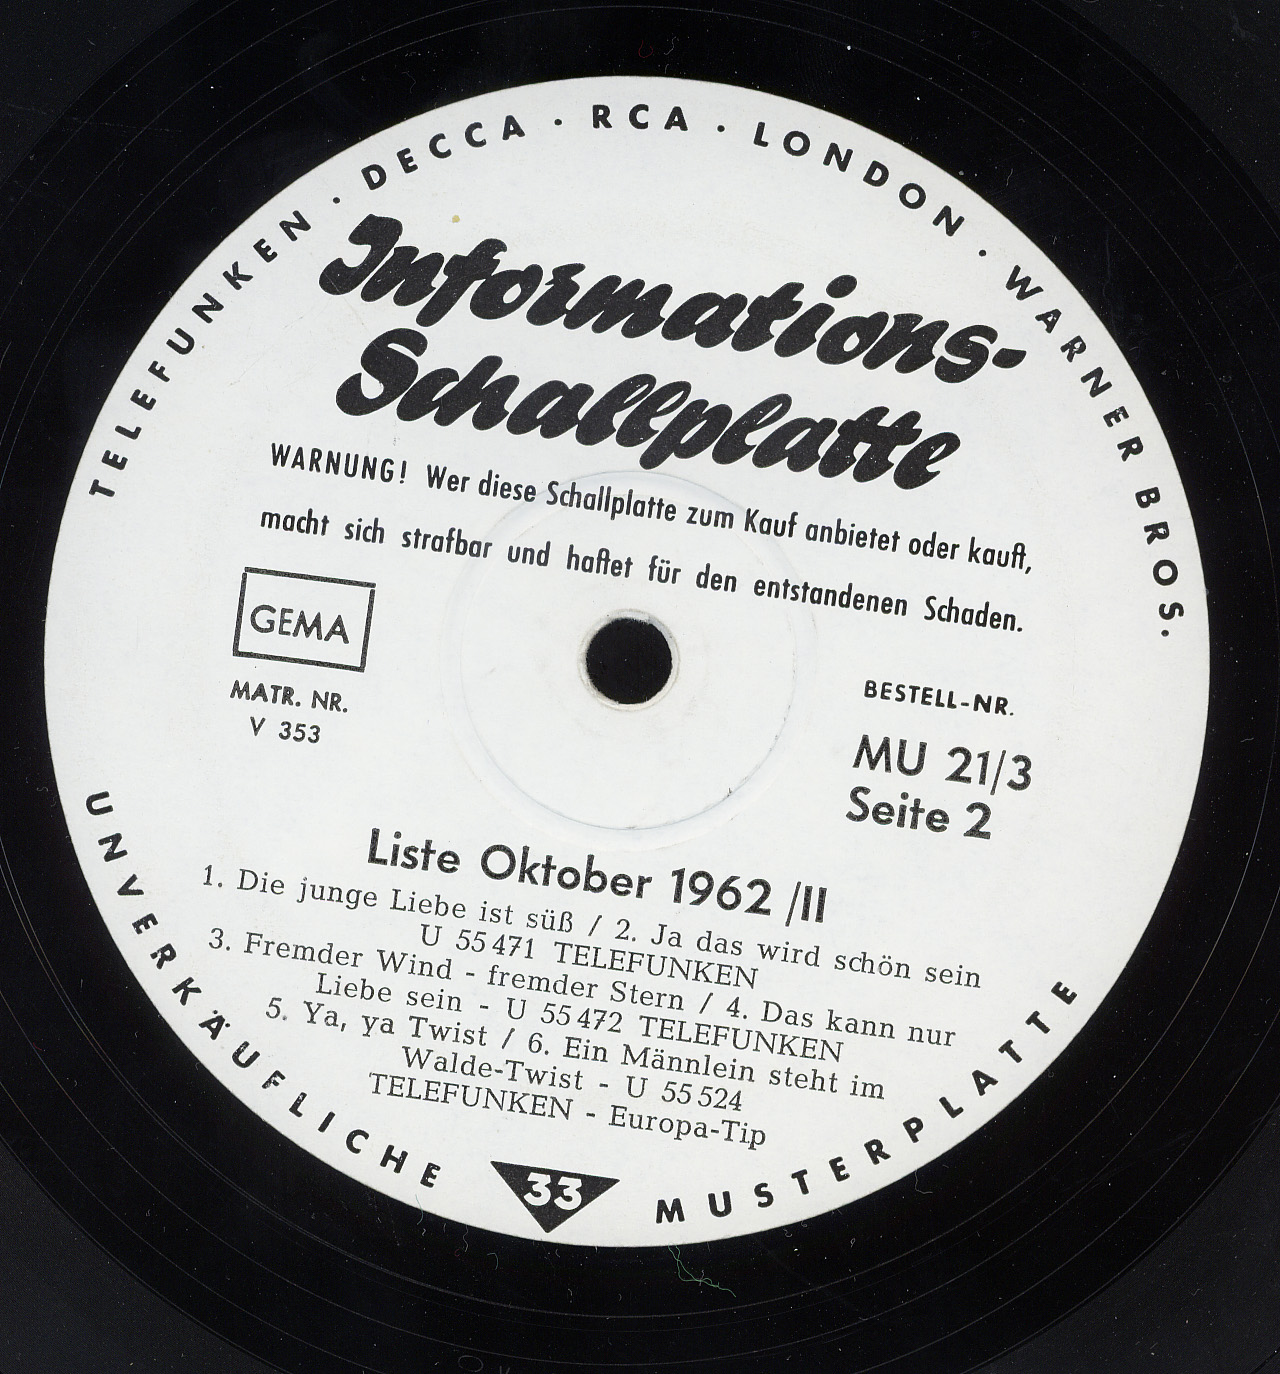 TELEFUNKEN · DECCA · RCA · LONDON · WARNER BROS.
Informations-
Schallplatte
WARNUNG! Wer diese Schallplatte zum Kauf anbietet oder kauft,
macht sich strafbar und haftet für den entstandenen Schaden.
GEMA
MATR. NR.
V 353
BESTELL-NR.
MU 21/3
Seite 2
Liste Oktober 1962 /II
1. Die junge Liebe ist süß / 2. Ja das wird schön sein
U 55 471 TELEFUNKEN
3. Fremder Wind - fremder Stern / 4. Das kann nur
Liebe sein - U 55 472 TELEFUNKEN
5. Ya, ya Twist / 6. Ein Männlein steht im
Walde-Twist - U 55 524
TELEFUNKEN - Europa-Tip
33
UNVERKÄUFLICHE MUSTERPLATTE